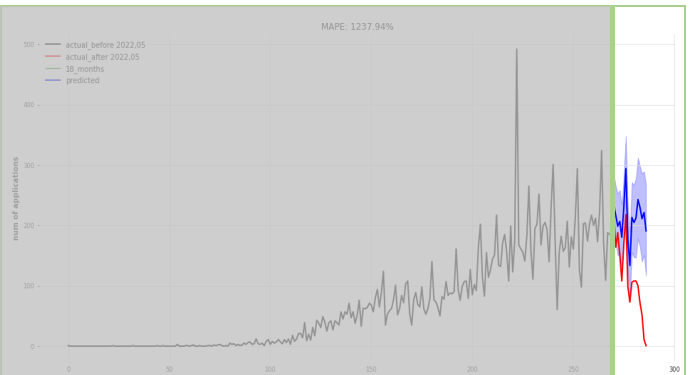 MAPE: 1237.94%
actual_before 2022,05
actual_after 2022,05
18_months
predicted
num of applications
500
400
300
200
100
0
0
50
100
150
200
250
300